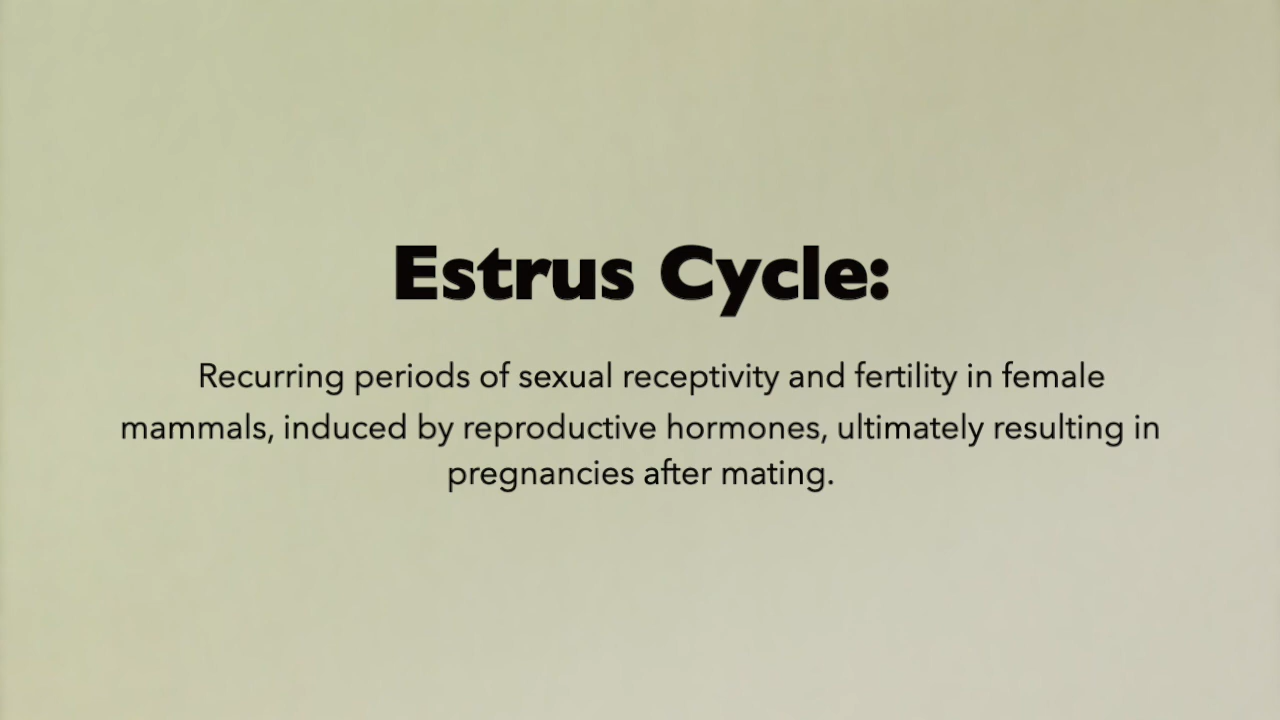 Estrus Cycle:
Recurring periods of sexual receptivity and fertility in female
mammals, induced by reproductive hormones, ultimately resulting in
pregnancies after mating.